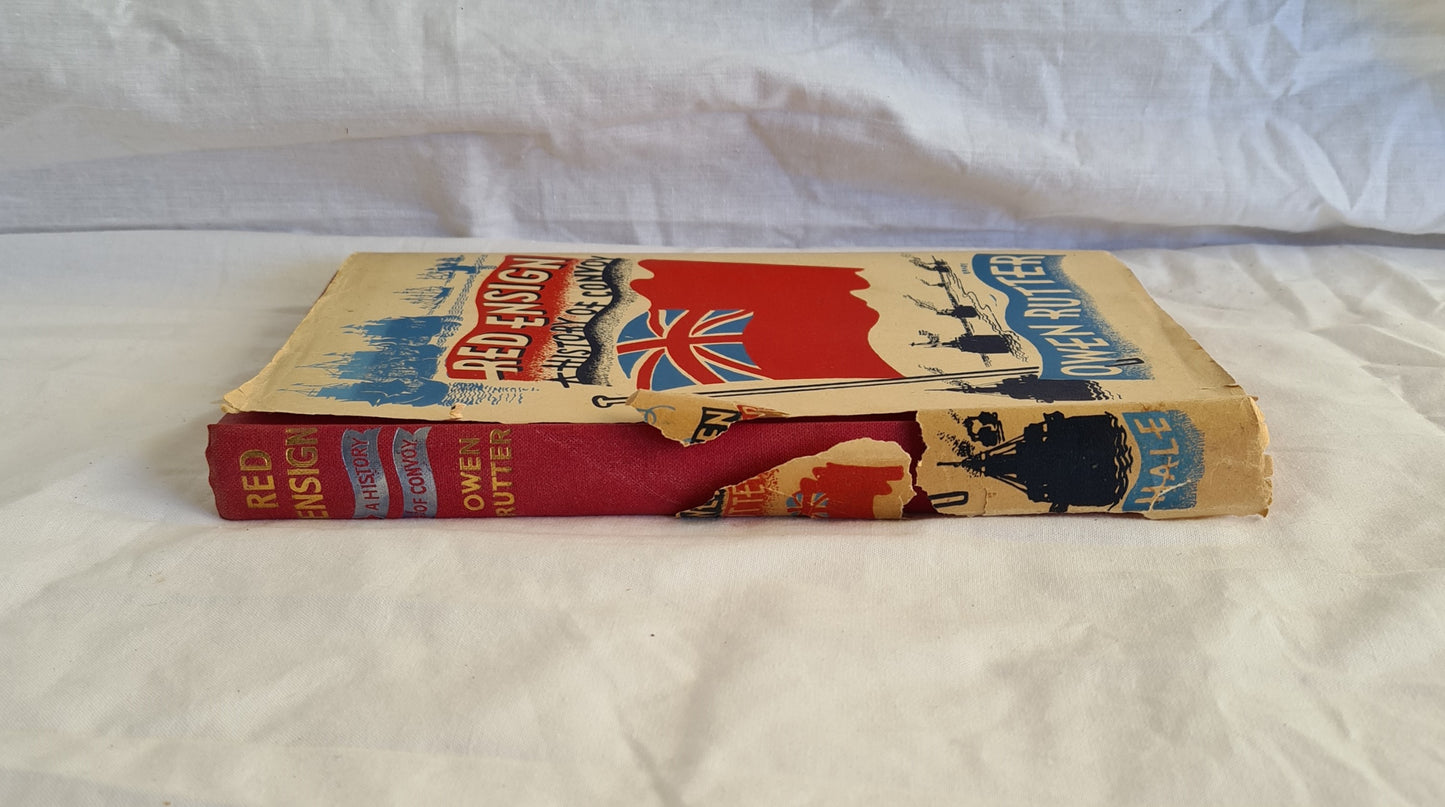 RED ENSIGN
A HISTORY OF CONVOY
OWEN RUTTER
RED
ENSIGN
A HISTORY
OF CONVOY
OWEN
RUTTER
HALE